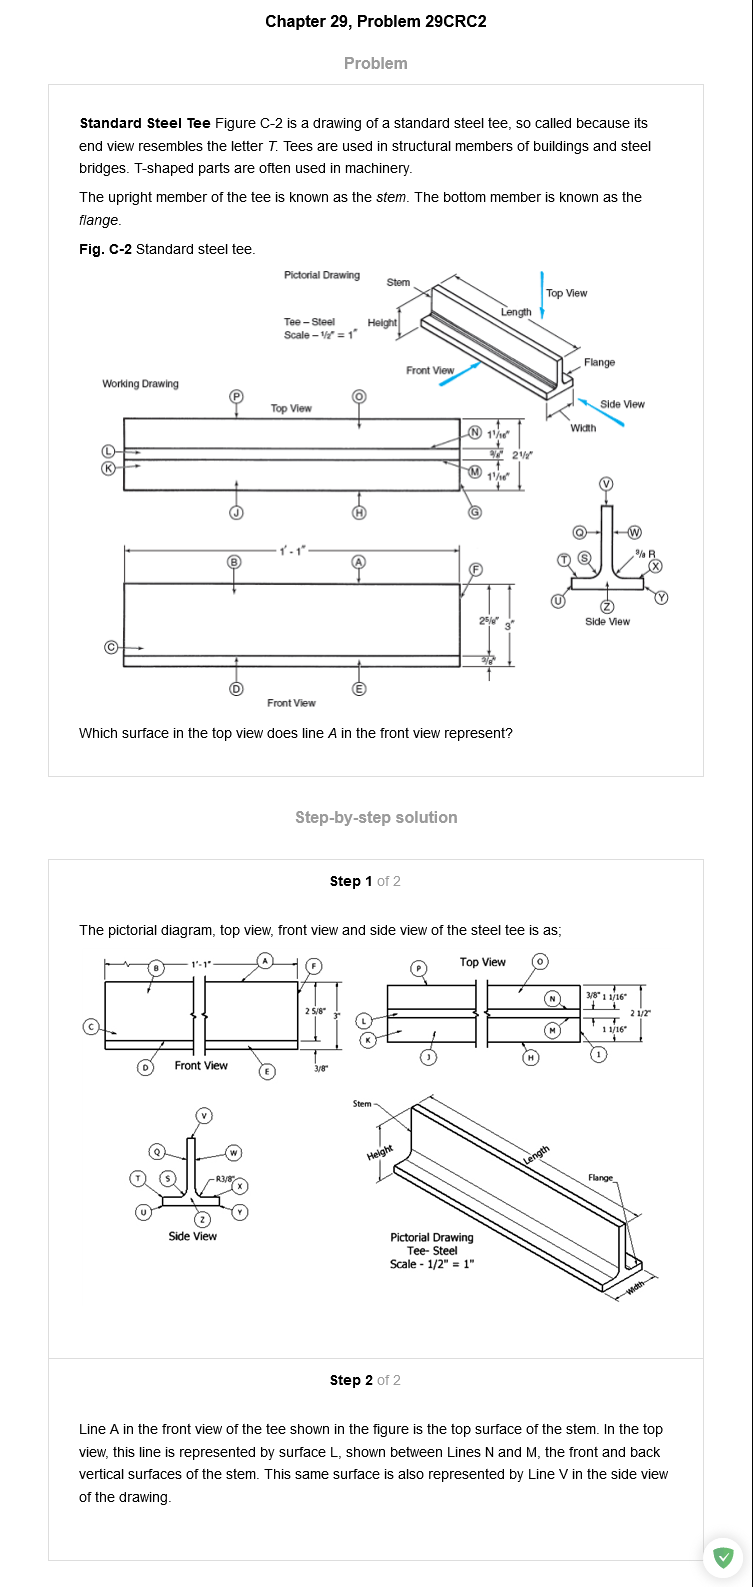 Chapter 29, Problem 29CRC2
Problem
Standard Steel Tee Figure C-2 is a drawing of a standard steel tee, so called because its
end view resembles the letter T. Tees are used in structural members of buildings and steel
bridges. T-shaped parts are often used in machinery.
The upright member of the tee is known as the stem. The bottom member is known as the
flange.
Fig. C-2 Standard steel tee.
Pictorial Drawing
Stem
Top View
Length
Tee – Steel
Scale – 1/2" = 1"
Height
Front View
Flange
Side View
Width
Working Drawing
P
O
Top View
N
1 1/16"
L
3/8"
2 1/2"
K
M
1 1/16"
J
H
G
V
Q
W
T
S
3/8 R
X
U
Z
Y
Side View
1' - 1"
B
A
F
2 5/8"
3"
C
3/8"
D
E
Front View
Which surface in the top view does line A in the front view represent?
Step-by-step solution
Step 1 of 2
The pictorial diagram, top view, front view and side view of the steel tee is as;
B
1'-1"
A
F
2 5/8"
3"
C
D
Front View
E
3/8"
P
Top View
O
N
3/8" 1 1/16"
2 1/2"
L
K
M
1 1/16"
J
H
1
V
Q
W
T
S
R3/8"
X
U
Z
Y
Side View
Stem
Height
Length
Flange
Pictorial Drawing
Tee- Steel
Scale - 1/2" = 1"
Width
Step 2 of 2
Line A in the front view of the tee shown in the figure is the top surface of the stem. In the top
view, this line is represented by surface L, shown between Lines N and M, the front and back
vertical surfaces of the stem. This same surface is also represented by Line V in the side view
of the drawing.